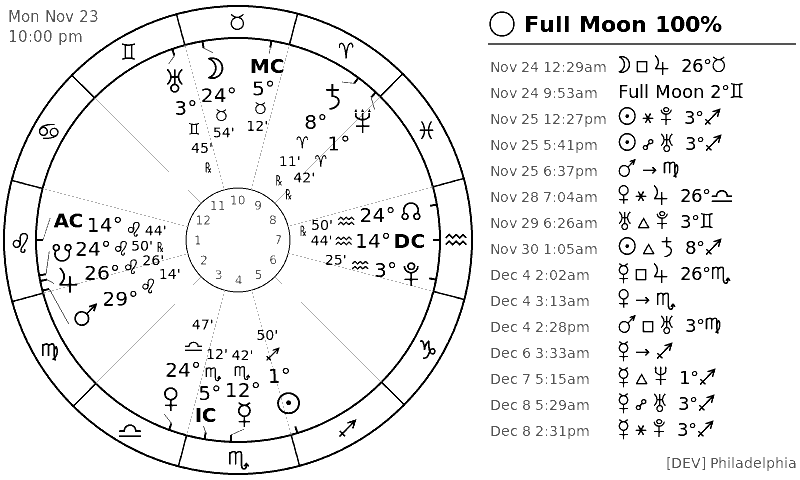 Mon Nov 23
10:00 pm
♉
♊
♈
♋
♓
♌
♒
♍
♑
♎
♐
♏
♅ 3° ♊ 45' ℞
☽ 24° ♉ 54'
MC 5° ♉ 12'
♄ 8° ♈ 11' ℞
♆ 1° ♈ 42' ℞
AC 14° ♌ 44'
☋ 24° ♌ 50' ℞
♃ 26° ♌ 26'
♂ 29° ♌ 14'
℞ 50' ♒ 24° ☊
44' ♒ 14° DC
25' ♒ 3° ♇
47' ♎ 24° ♀
12' ♏ 5° IC
42' ♏ 12° ☿
50' ♐ 1° ☉
1
2
3
4
5
6
7
8
9
10
11
12
○ Full Moon 100%
Nov 24 12:29am ☽ □ ♃ 26°♉
Nov 24 9:53am Full Moon 2°♊
Nov 25 12:27pm ☉ ⚹ ♇ 3°♐
Nov 25 5:41pm ☉ ☍ ♅ 3°♐
Nov 25 6:37pm ♂ → ♍
Nov 28 7:04am ♀ ⚹ ♃ 26°♎
Nov 29 6:26am ♅ △ ♇ 3°♊
Nov 30 1:05am ☉ △ ♄ 8°♐
Dec 4 2:02am ☿ □ ♃ 26°♏
Dec 4 3:13am ♀ → ♏
Dec 4 2:28pm ♂ □ ♅ 3°♍
Dec 6 3:33am ☿ → ♐
Dec 7 5:15am ☿ △ ♆ 1°♐
Dec 8 5:29am ☿ ☍ ♅ 3°♐
Dec 8 2:31pm ☿ ⚹ ♇ 3°♐
[DEV] Philadelphia